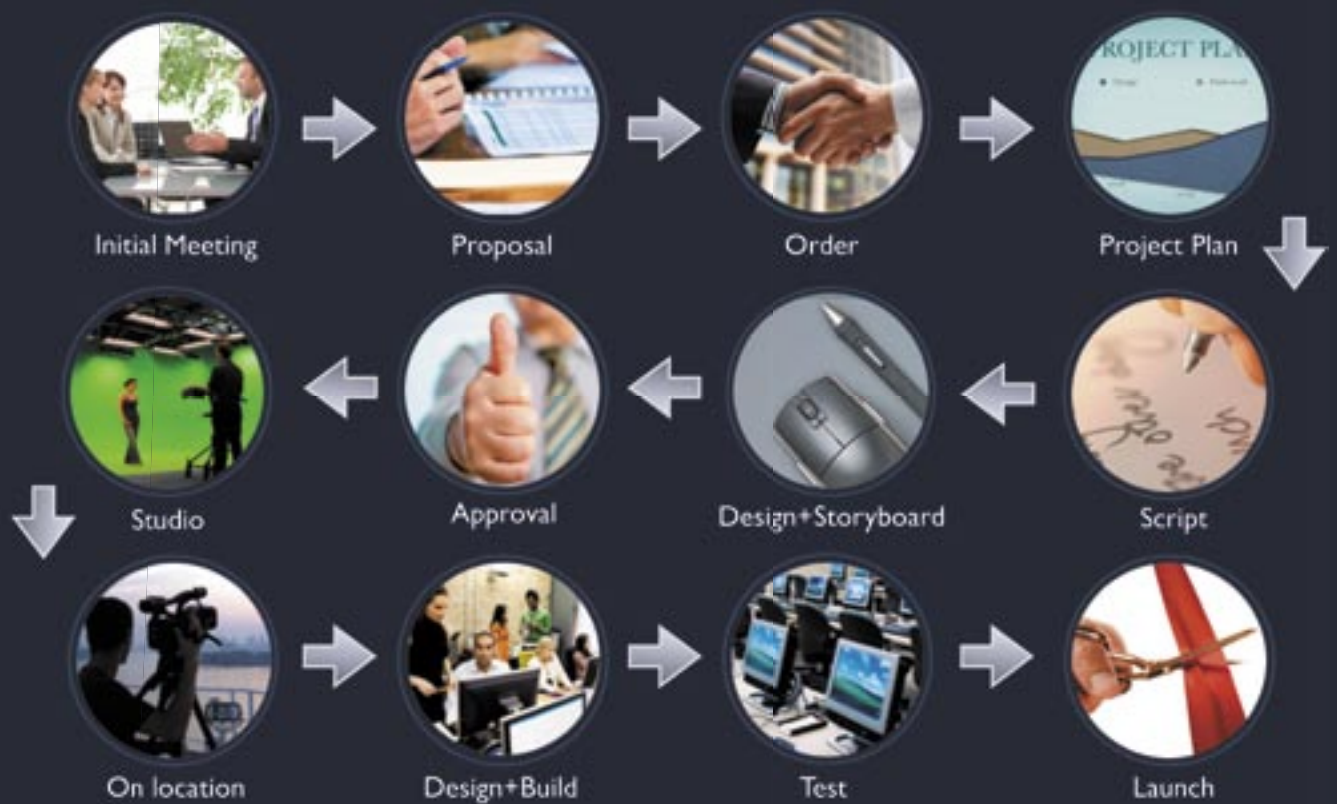 Initial Meeting
Proposal
Order
ROJECT PLA
Project Plan
Script
Design+Storyboard
Approval
Studio
On location
Design+Build
Test
Launch